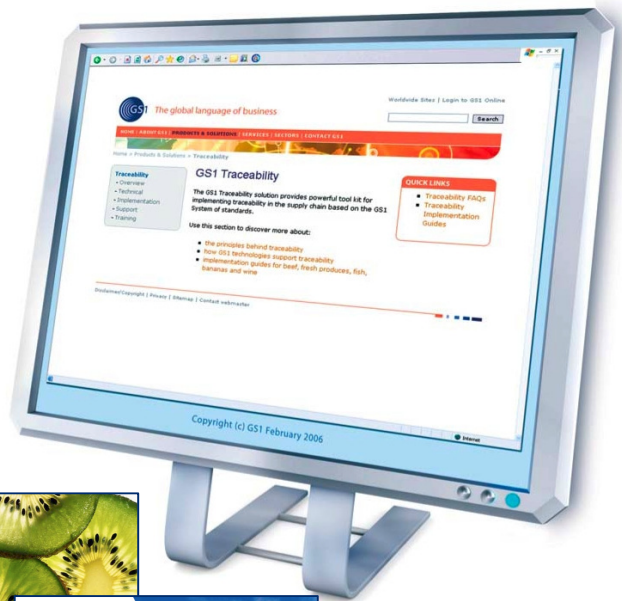 Worldwide Sites | Login to GS1 Online
GS1 The global language of business
Search
HOME | ABOUT GS1 | PRODUCTS & SOLUTIONS | SERVICES | SECTORS | CONTACT GS1
Home > Products & Solutions > Traceability
Traceability
• Overview
• Technical
• Implementation
• Support
• Training
GS1 Traceability
The GS1 Traceability solution provides powerful tool kit for
implementing traceability in the supply chain based on the GS1
System of standards.
Use this section to discover more about:
• the principles behind traceability
• how GS1 technologies support traceability
• implementation guides for beef, fresh produces, fish,
bananas and wine
QUICK LINKS
• Traceability FAQs
• Traceability
Implementation
Guides
Disclaimer/Copyright | Privacy | Sitemap | Contact webmaster
Internet
Copyright (c) GS1 February 2006